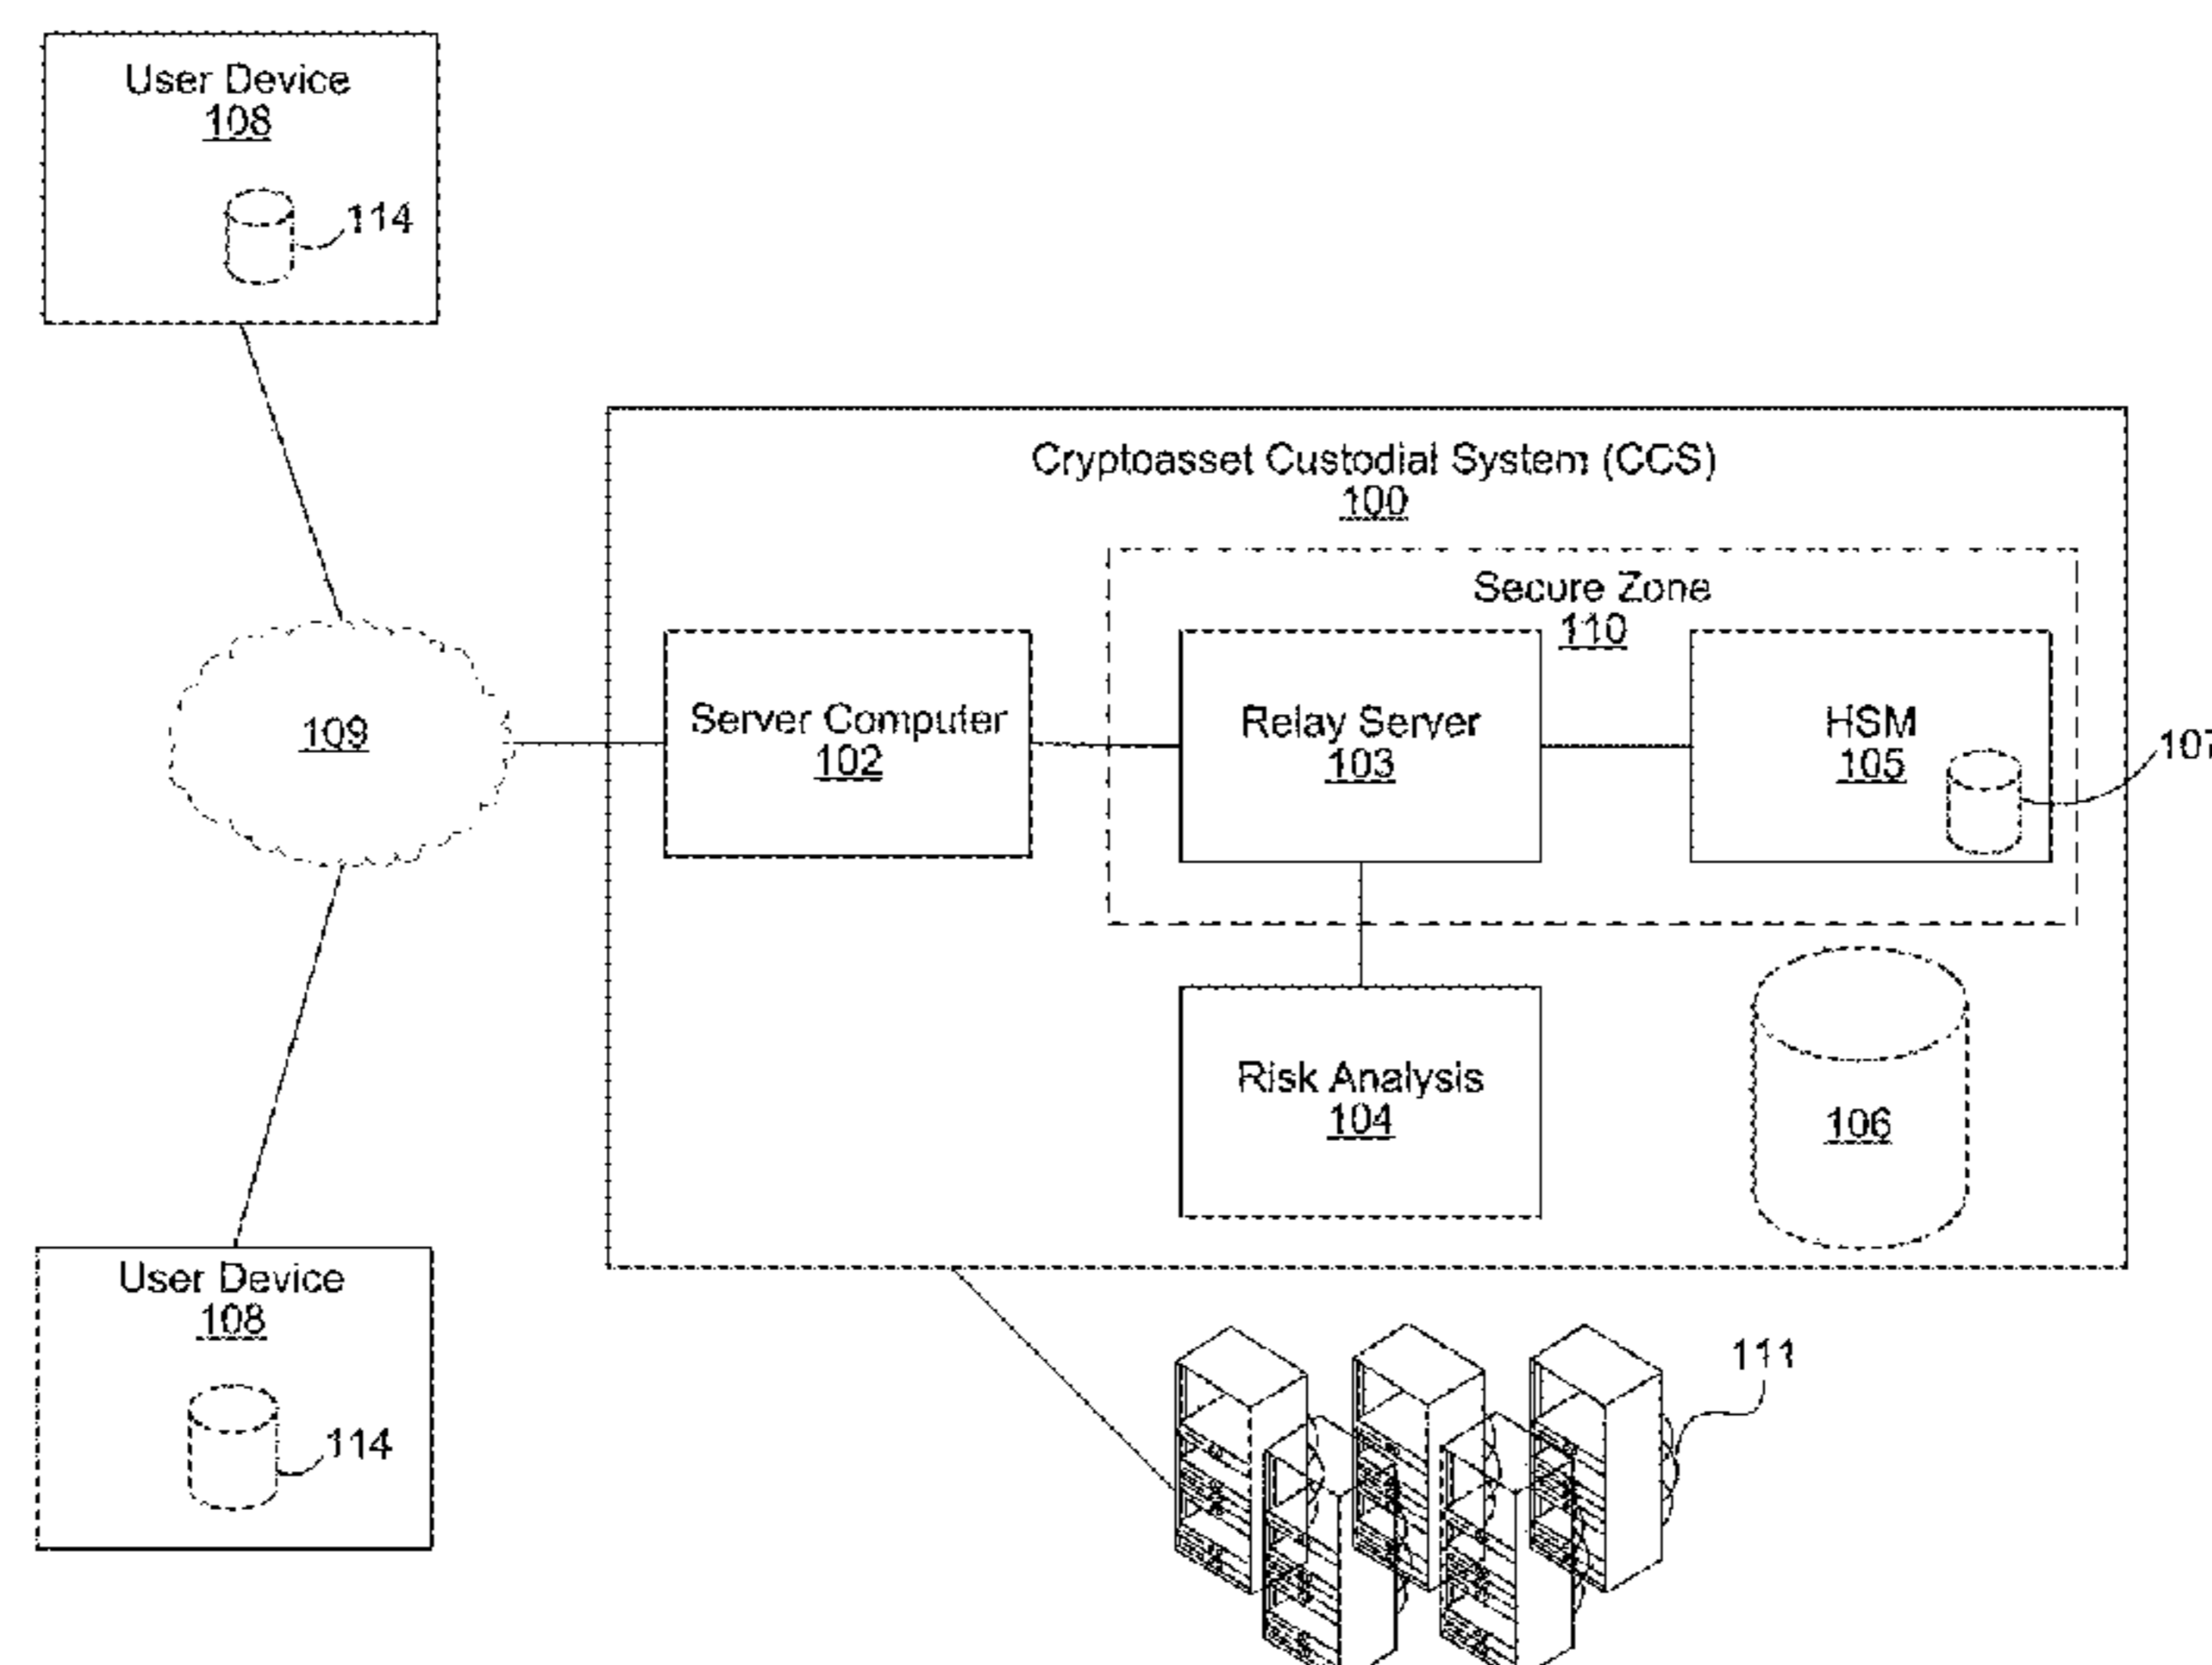 User Device
108
114
Cryptoasset Custodial System (CCS)
100
Secure Zone
110
109
Server Computer
102
Relay Server
103
HSM
105
107
Risk Analysis
104
106
User Device
108
114
111